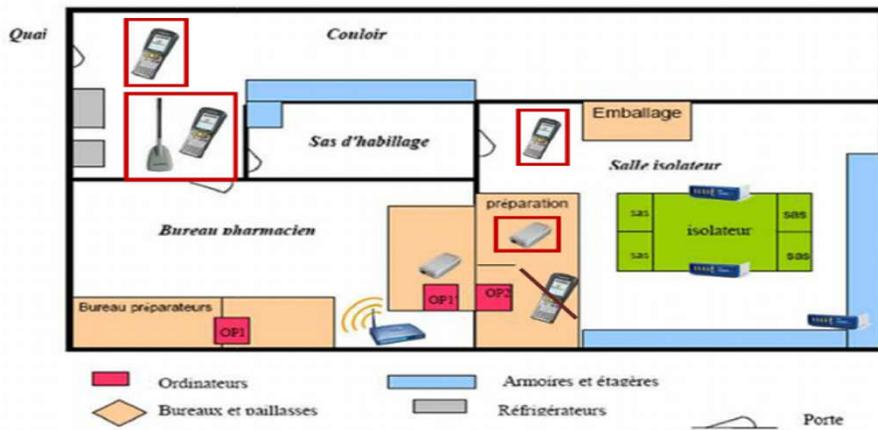 Quai
Couloir
Emballage
Sas d'habillage
Salle isolateur
préparation
Bureau pharmacien
sas
sas
isolateur
sas
sas
Bureau préparateurs
OP1
OP1'
OP2
Ordinateurs
Armoires et étagères
Bureaux et paillasses
Réfrigérateurs
Porte